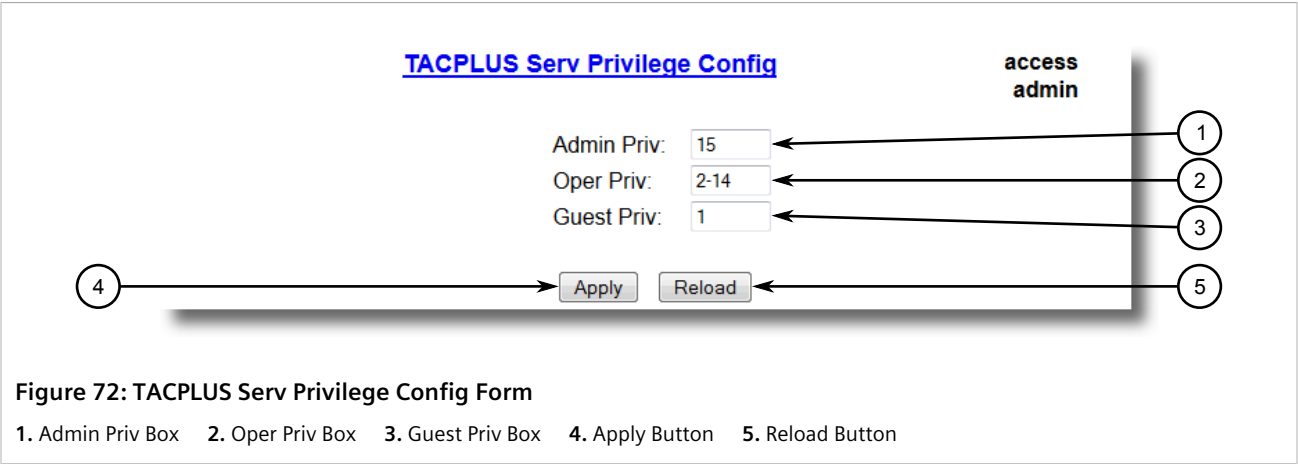 TACPLUS Serv Privilege Config
access
admin
Admin Priv: 15
1
Oper Priv: 2-14
2
Guest Priv: 1
3
4
Apply Reload
5
Figure 72: TACPLUS Serv Privilege Config Form
1. Admin Priv Box 2. Oper Priv Box 3. Guest Priv Box 4. Apply Button 5. Reload Button